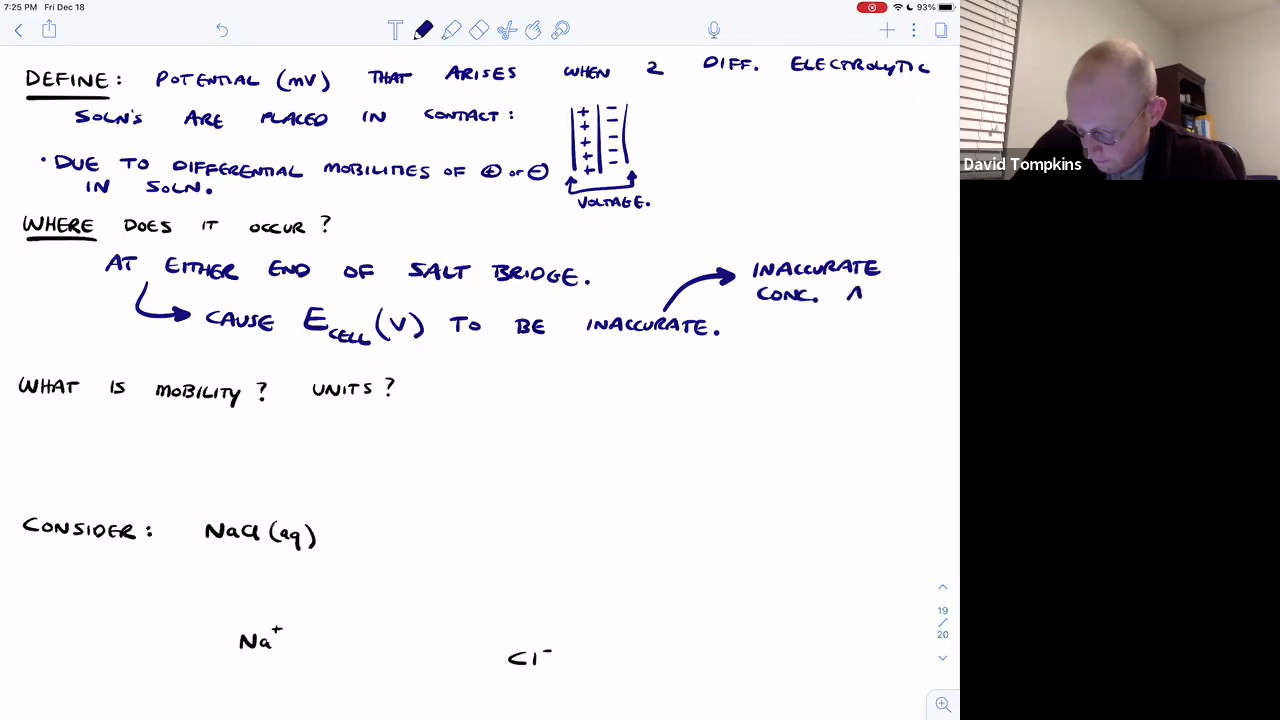 7:25 PM Fri Dec 18
93%
DEFINE: POTENTIAL (mV) THAT ARISES WHEN 2 DIFF. ELECTROLYTIC
SOLN'S ARE PLACED IN CONTACT:
• DUE TO DIFFERENTIAL MOBILITIES OF ⊕ or ⊖
IN SOLN.
VOLTAGE.
WHERE DOES IT OCCUR?
AT EITHER END OF SALT BRIDGE.
CAUSE E_CELL (V) TO BE INACCURATE.
INACCURATE
CONC. Λ
WHAT IS MOBILITY? UNITS?
CONSIDER: NaCl (aq)
Na⁺
Cl⁻
19
/
20
David Tompkins